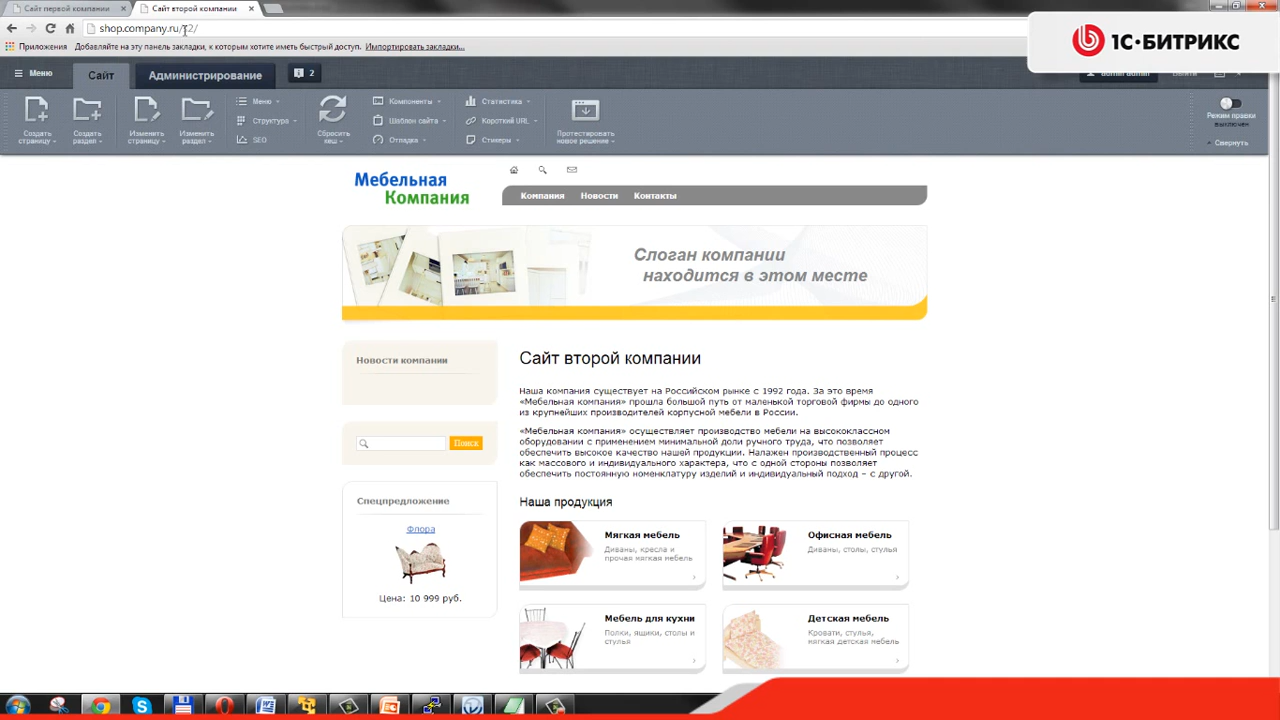 Сайт первой компании
Сайт второй компании
shop.company.ru/s2/
Приложения
Добавляйте на эту панель закладки, к которым хотите иметь быстрый доступ. Импортировать закладки...
1С·БИТРИКС
Меню
Сайт
Администрирование
2
admin admin
Выйти
Создать страницу
Создать раздел
Изменить страницу
Изменить раздел
Меню
Структура
SEO
Сбросить кеш
Компоненты
Шаблон сайта
Отладка
Статистика
Короткий URL
Стикеры
Протестировать новое решение
Режим правки
выключен
Свернуть
Мебельная
Компания
Компания Новости Контакты
Слоган компании
находится в этом месте
Новости компании
Поиск
Спецпредложение
Флора
Цена: 10 999 руб.
Сайт второй компании
Наша компания существует на Российском рынке с 1992 года. За это время
«Мебельная компания» прошла большой путь от маленькой торговой фирмы до одного
из крупнейших производителей корпусной мебели в России.
«Мебельная компания» осуществляет производство мебели на высококлассном
оборудовании с применением минимальной доли ручного труда, что позволяет
обеспечить высокое качество нашей продукции. Налажен производственный процесс
как массового и индивидуального характера, что с одной стороны позволяет
обеспечить постоянную номенклатуру изделий и индивидуальный подход – с другой.
Наша продукция
Мягкая мебель
Диваны, кресла и
прочая мягкая мебель
Офисная мебель
Диваны, столы, стулья
Мебель для кухни
Полки, ящики, столы и
стулья
Детская мебель
Кровати, стулья,
мягкая детская мебель